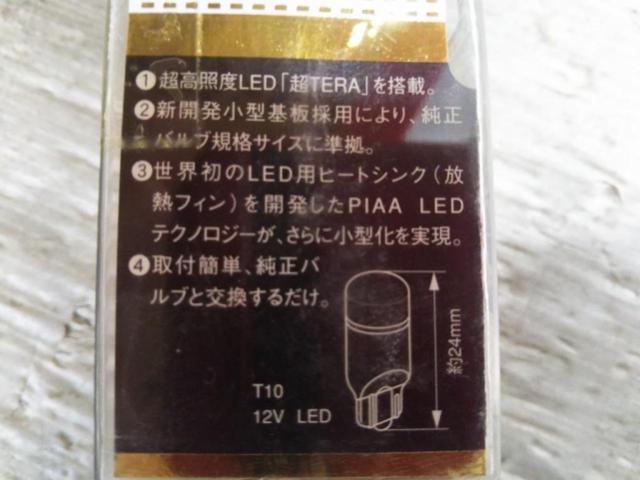 ❶超高照度LED「超TERA」を搭載。
❷新開発小型基板採用により、純正
バルブ規格サイズに準拠。
❸世界初のLED用ヒートシンク(放
熱フィン)を開発したPIAA LED
テクノロジーが、さらに小型化を実現。
❹取付簡単、純正バ
ルブと交換するだけ。
約24mm
T10
12V LED